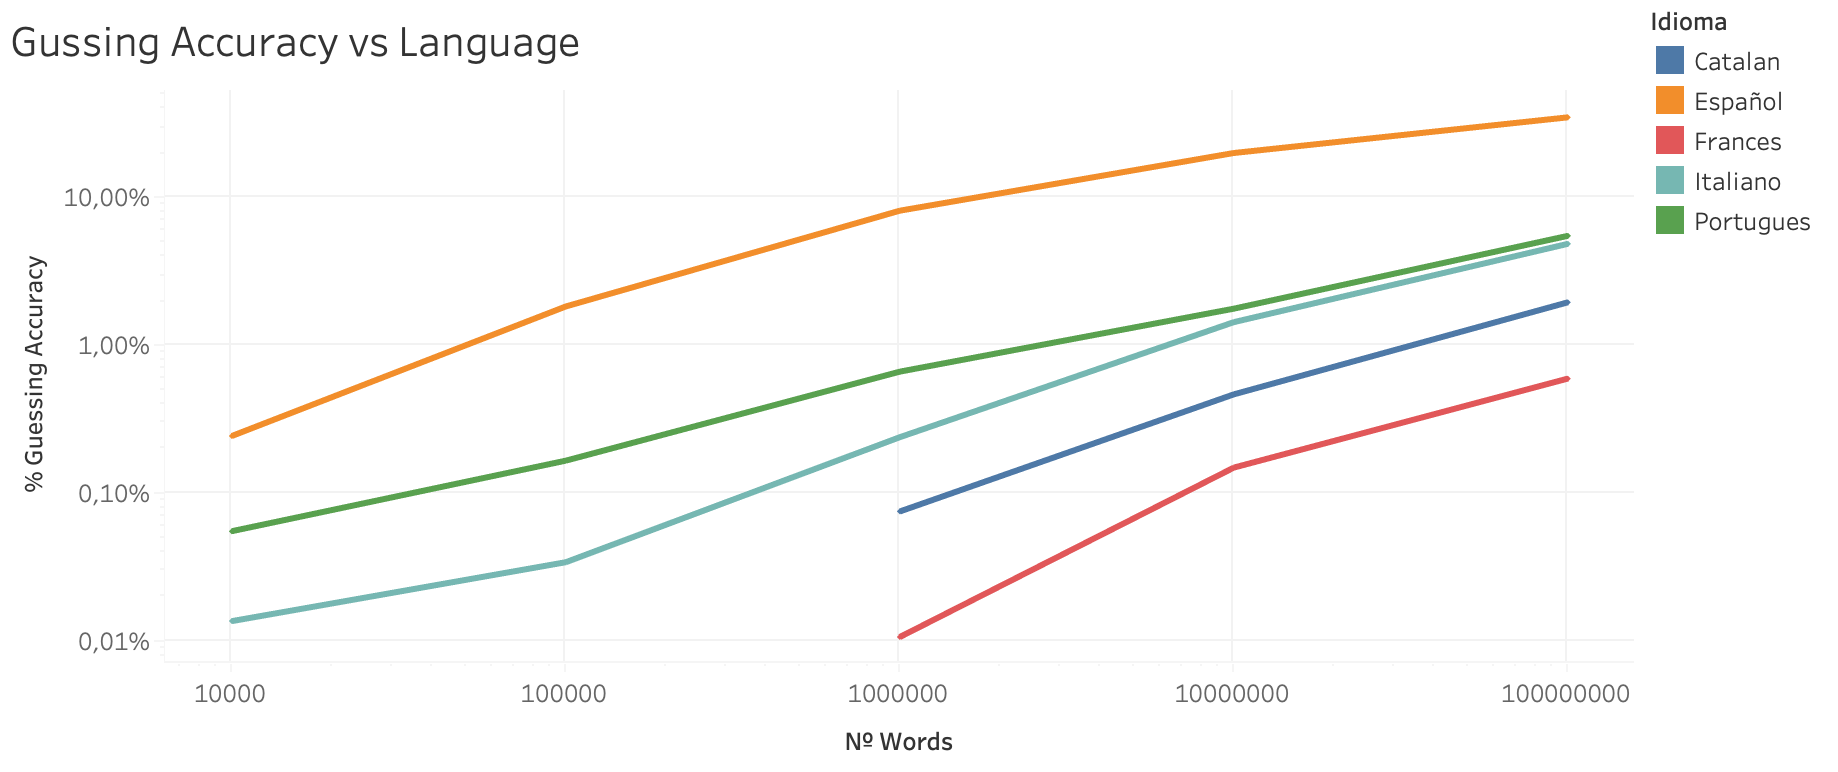 Gussing Accuracy vs Language
Idioma
Catalan
Español
Frances
Italiano
Portugues
% Guessing Accuracy
10,00%
1,00%
0,10%
0,01%
10000
100000
1000000
10000000
100000000
Nº Words